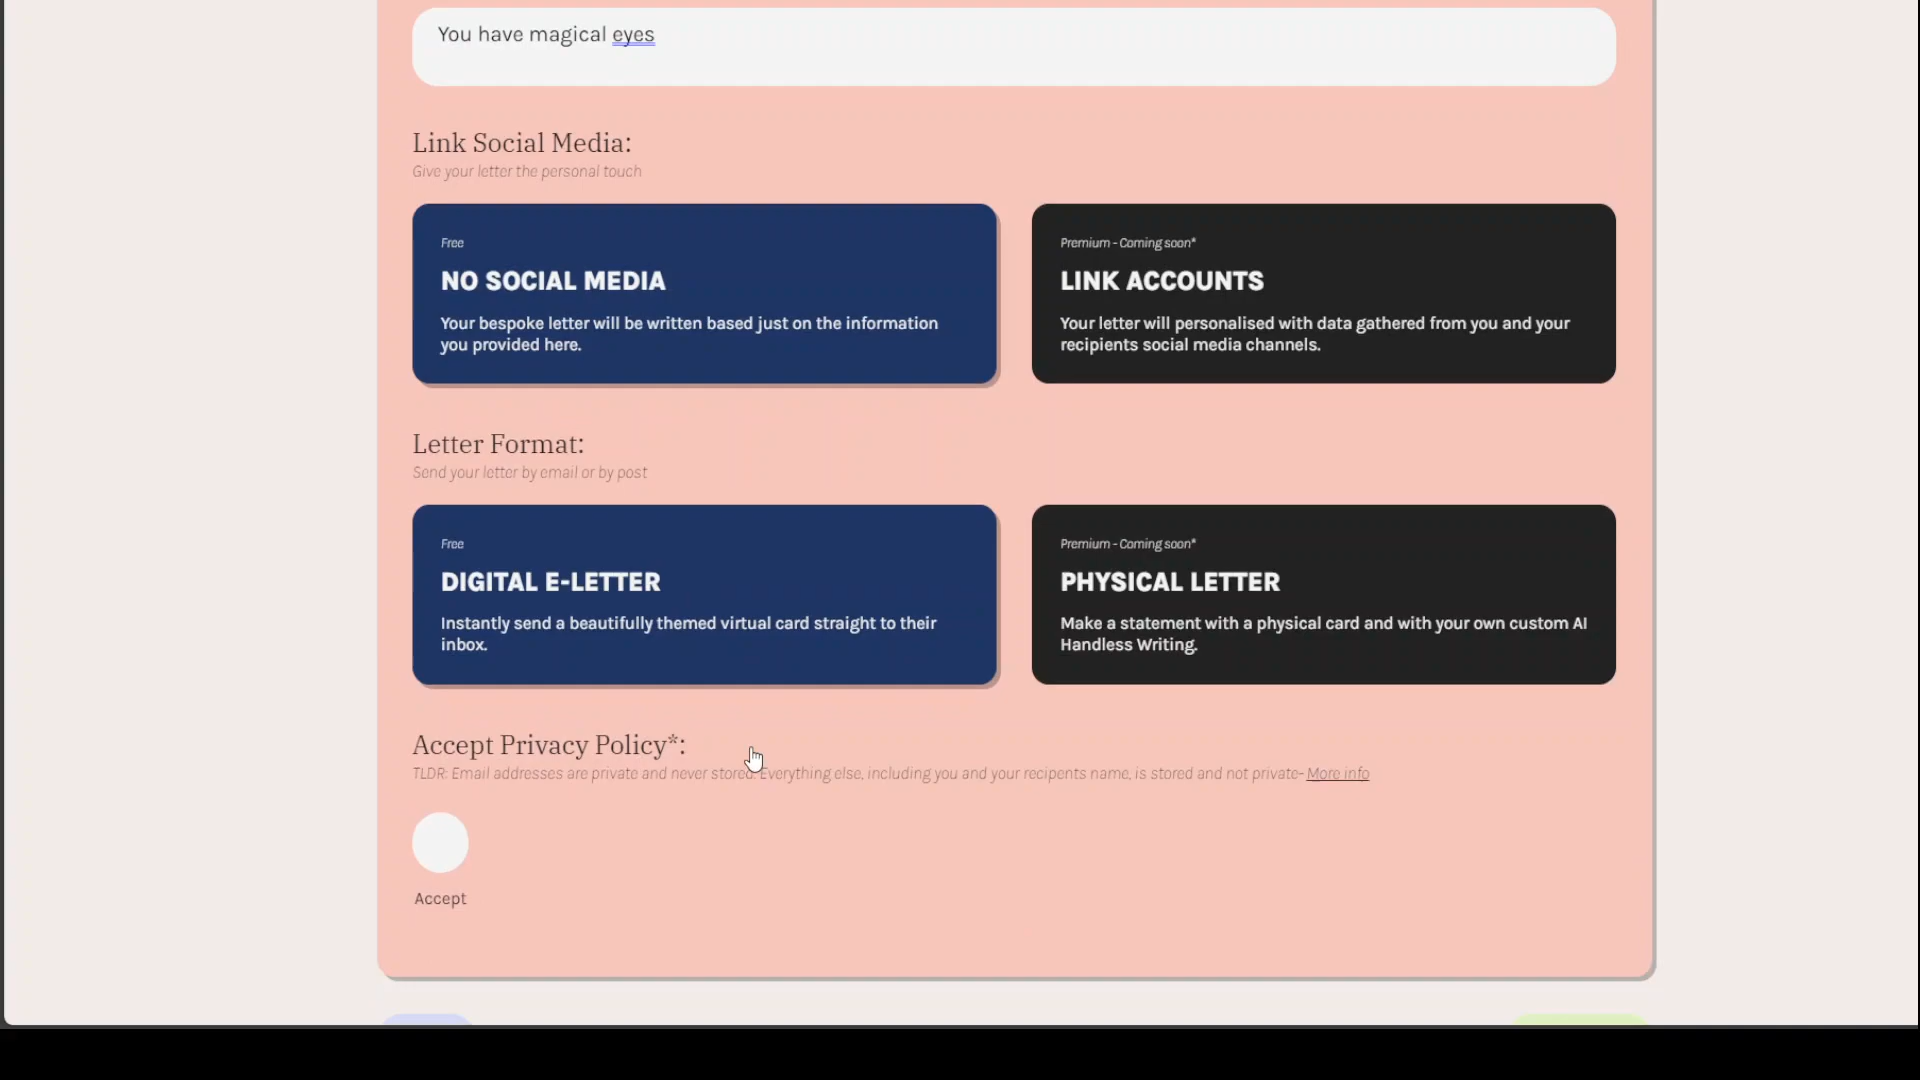 You have magical eyes
Link Social Media:
Give your letter the personal touch
Free
NO SOCIAL MEDIA
Your bespoke letter will be written based just on the information
you provided here.
Premium - Coming soon*
LINK ACCOUNTS
Your letter will personalised with data gathered from you and your
recipients social media channels.
Letter Format:
Send your letter by email or by post
Free
DIGITAL E-LETTER
Instantly send a beautifully themed virtual card straight to their
inbox.
Premium - Coming soon*
PHYSICAL LETTER
Make a statement with a physical card and with your own custom AI
Handless Writing.
Accept Privacy Policy*:
TLDR: Email addresses are private and never stored. Everything else, including you and your recipents name, is stored and not private- More info
Accept